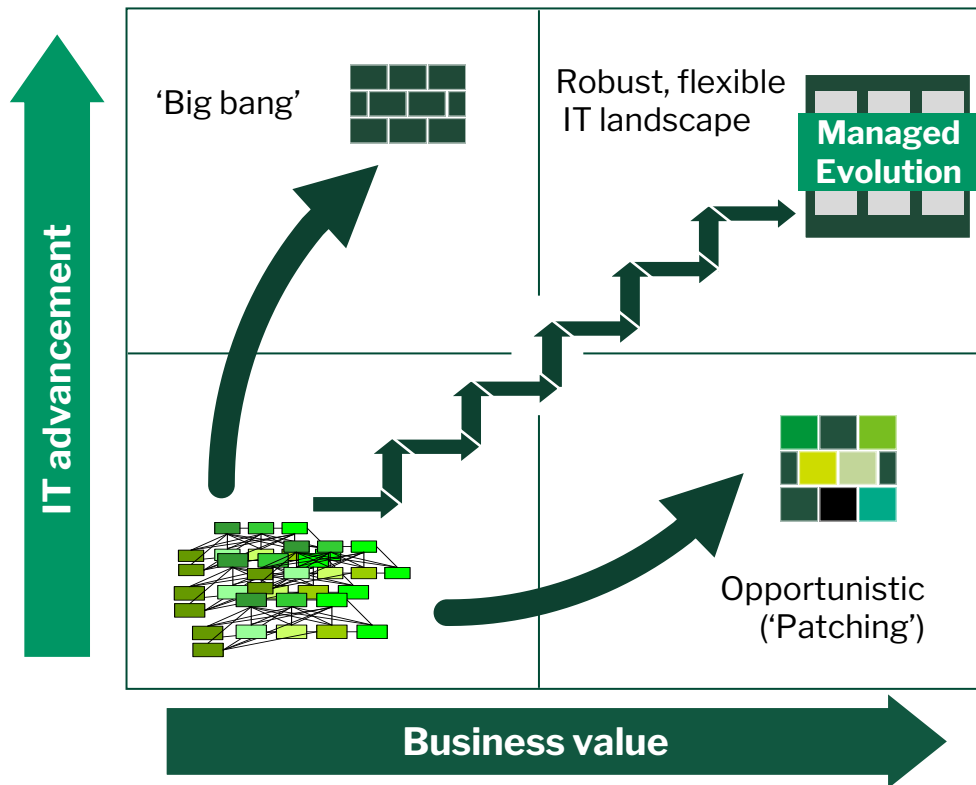 ‘Big bang’
Robust, flexible
IT landscape
Managed
Evolution
IT advancement
Opportunistic
(‘Patching’)
Business value